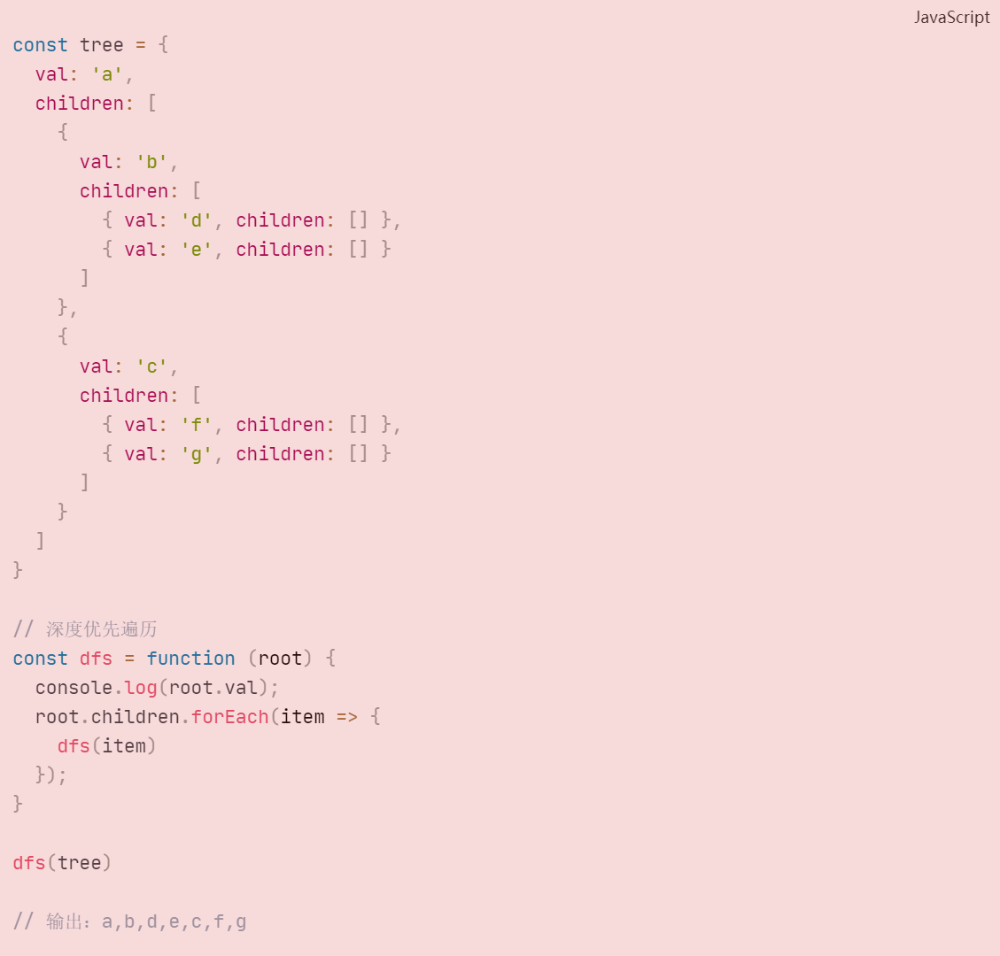 JavaScript
const tree = {
  val: 'a',
  children: [
    {
      val: 'b',
      children: [
        { val: 'd', children: [] },
        { val: 'e', children: [] }
      ]
    },
    {
      val: 'c',
      children: [
        { val: 'f', children: [] },
        { val: 'g', children: [] }
      ]
    }
  ]
}

// 深度优先遍历
const dfs = function (root) {
  console.log(root.val);
  root.children.forEach(item => {
    dfs(item)
  });
}

dfs(tree)

// 输出：a,b,d,e,c,f,g